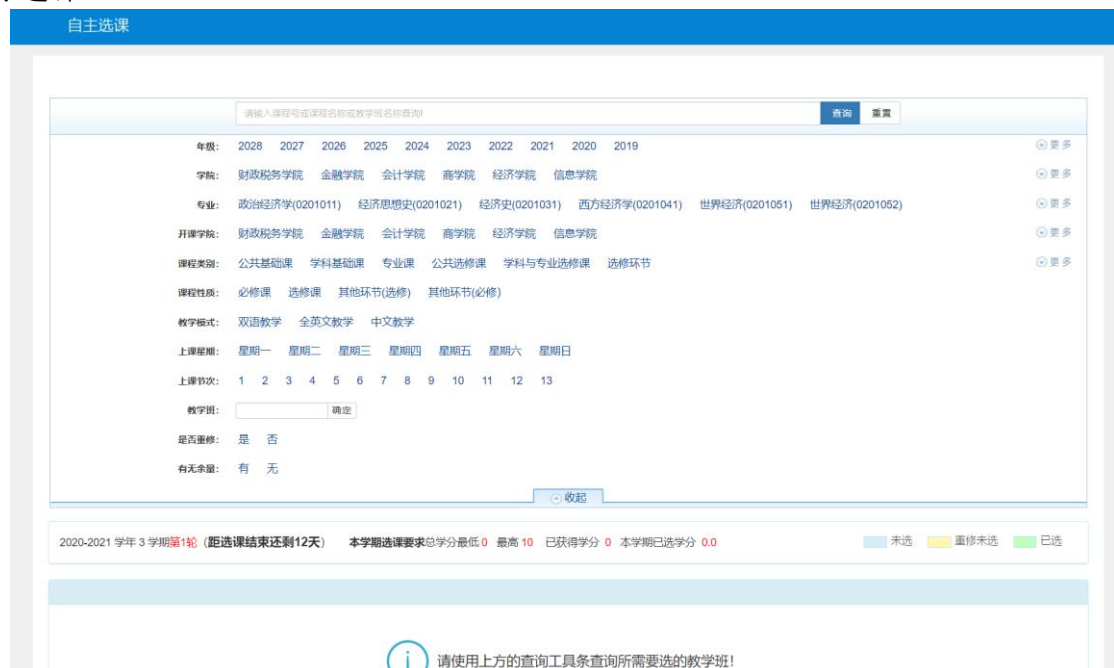 自主选课
请输入课程号或课程名称或教学班名称查询! 查询 重置
年级: 2028 2027 2026 2025 2024 2023 2022 2021 2020 2019 更多
学院: 财政税务学院 金融学院 会计学院 商学院 经济学院 信息学院 更多
专业: 政治经济学(0201011) 经济思想史(0201021) 经济史(0201031) 西方经济学(0201041) 世界经济(0201051) 世界经济(0201052) 更多
开课学院: 财政税务学院 金融学院 会计学院 商学院 经济学院 信息学院 更多
课程类别: 公共基础课 学科基础课 专业课 公共选修课 学科与专业选修课 选修环节 更多
课程性质: 必修课 选修课 其他环节(选修) 其他环节(必修)
教学模式: 双语教学 全英文教学 中文教学
上课星期: 星期一 星期二 星期三 星期四 星期五 星期六 星期日
上课节次: 1 2 3 4 5 6 7 8 9 10 11 12 13
教学班: 确定
是否重修: 是 否
有无余量: 有 无
收起
2020-2021 学年 3 学期第1轮（距选课结束还剩12天） 本学期选课要求总学分最低 0 最高 10 已获得学分 0 本学期已选学分 0.0 未选 重修未选 已选
请使用上方的查询工具条查询所需要选的教学班!